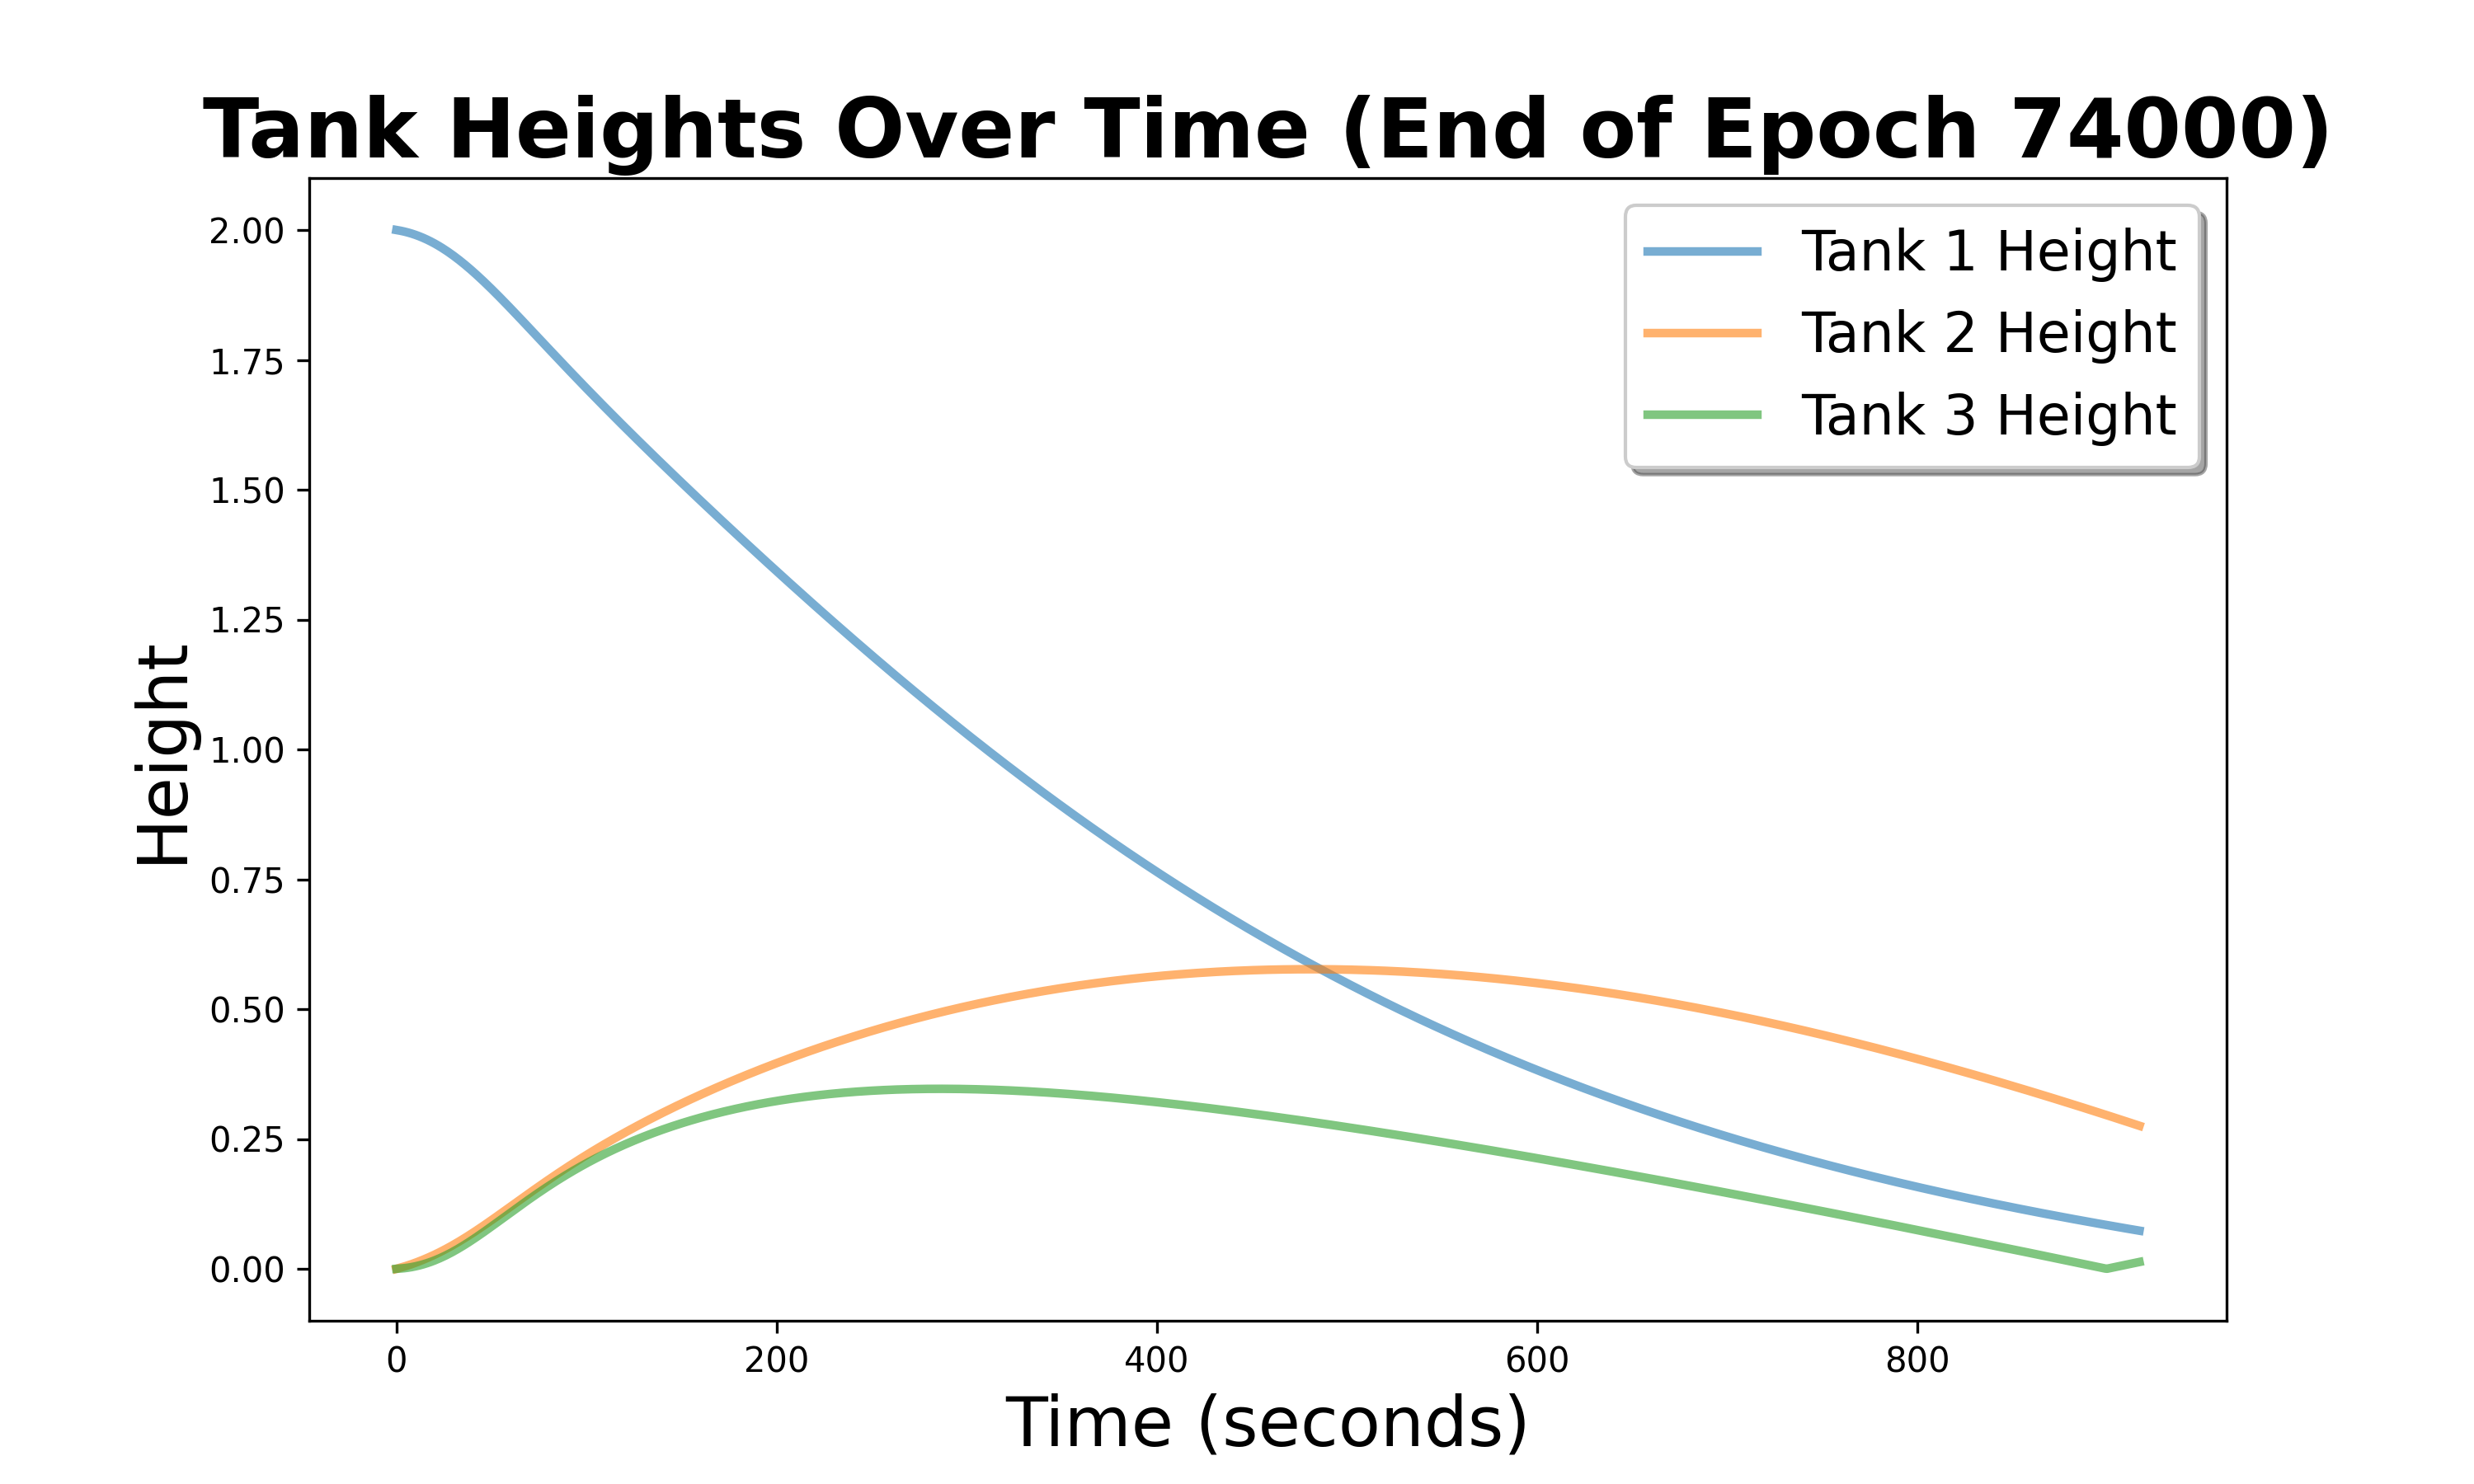 Tank Heights Over Time (End of Epoch 74000)
Tank 1 Height
Tank 2 Height
Tank 3 Height
Height
2.00
1.75
1.50
1.25
1.00
0.75
0.50
0.25
0.00
0 200 400 600 800
Time (seconds)